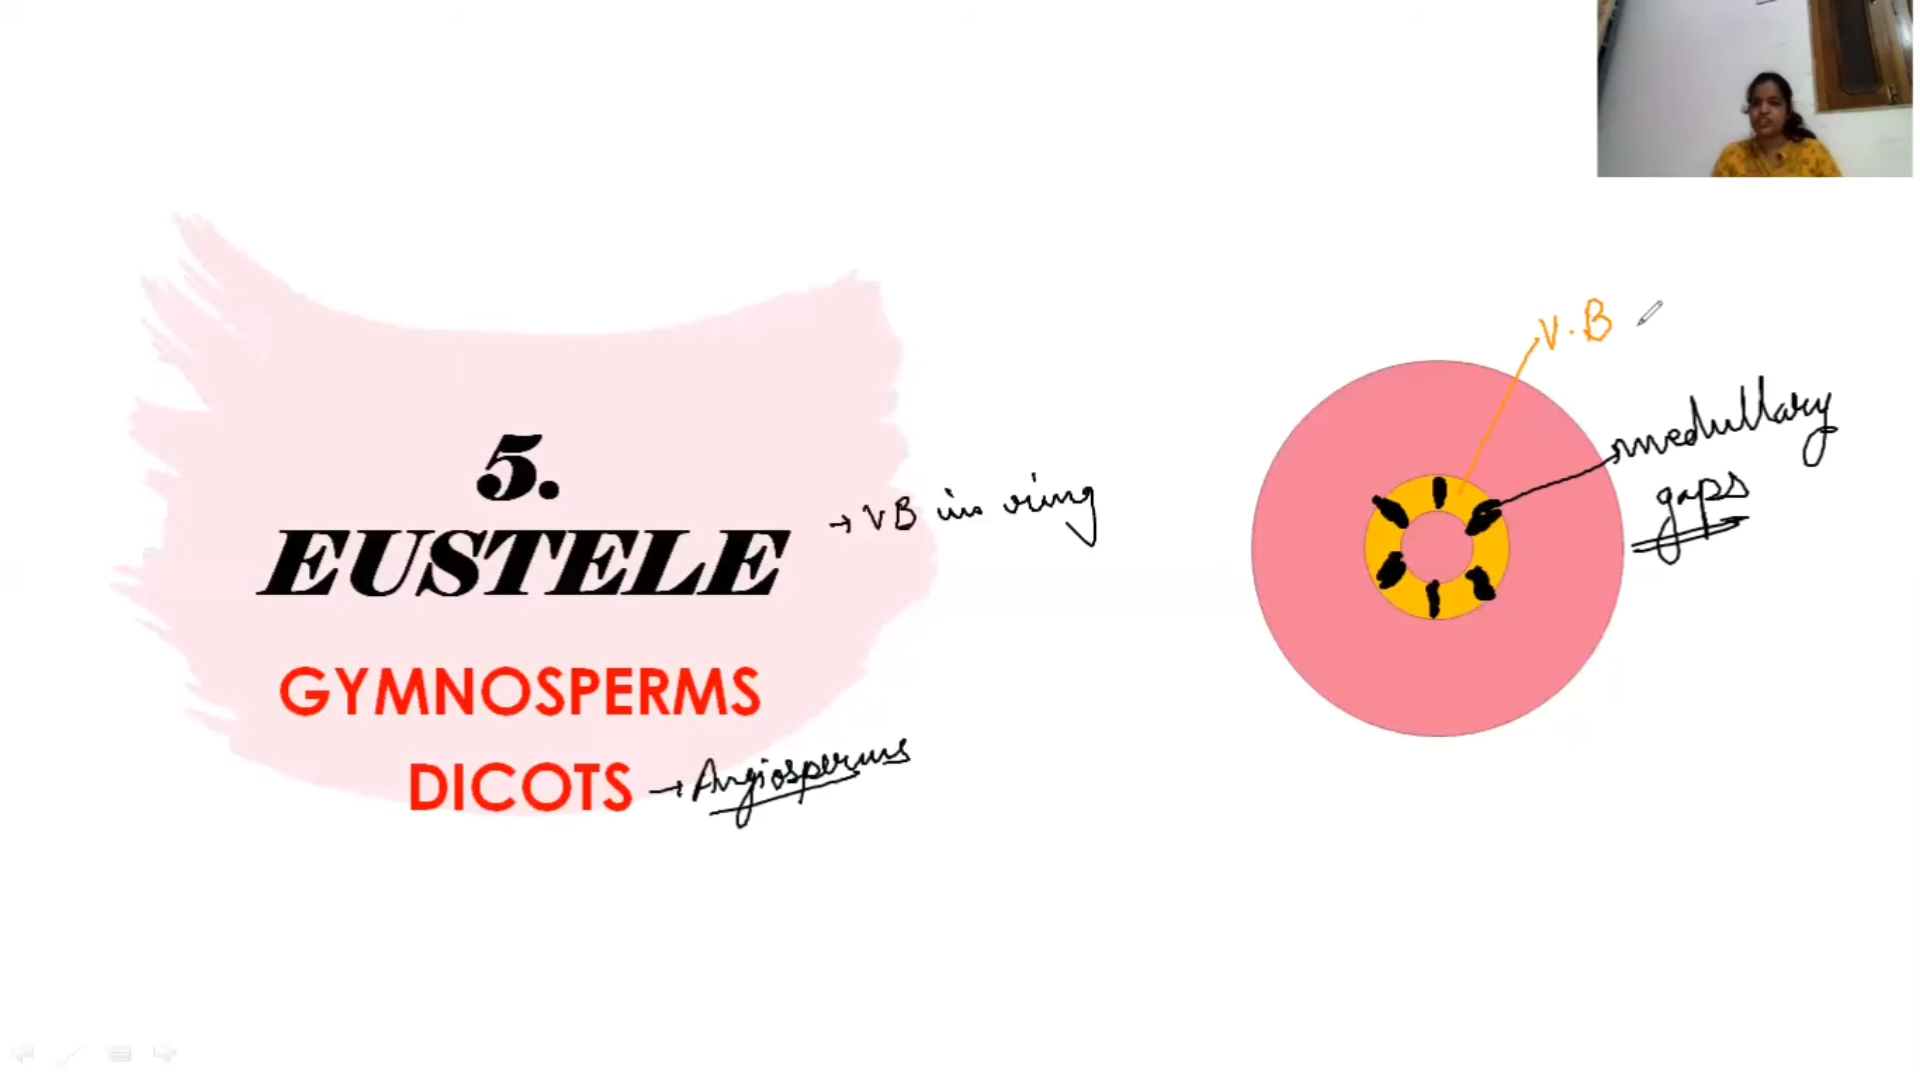 5.
EUSTELE
→ VB in ring
GYMNOSPERMS
DICOTS → Angiosperms
V.B
medullary
gaps